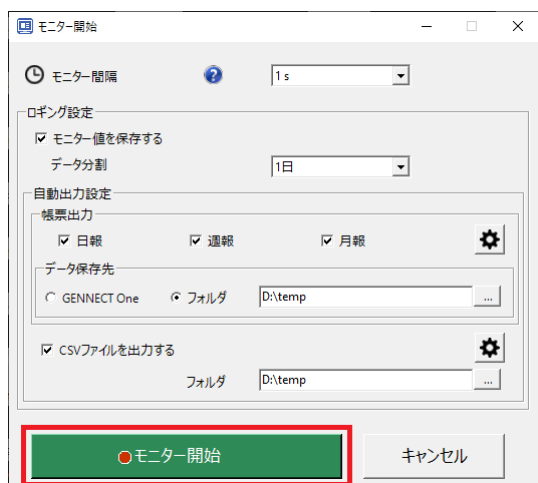 モニター開始
モニター間隔 ? 1 s
ロギング設定
モニター値を保存する
データ分割 1日
自動出力設定
帳票出力
日報 週報 月報
データ保存先
GENNECT One フォルダ D:\temp ...
CSVファイルを出力する
フォルダ D:\temp ...
モニター開始 キャンセル